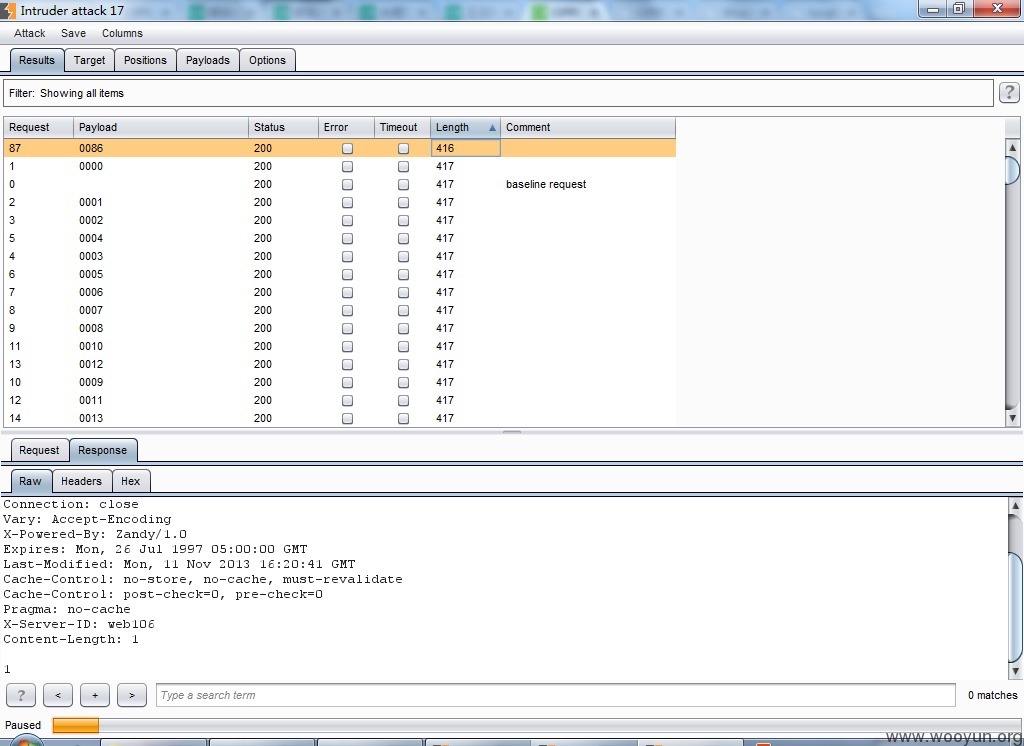 Intruder attack 17
Attack Save Columns
Results Target Positions Payloads Options
Filter: Showing all items ?
Request Payload Status Error Timeout Length Comment
87 0086 200 416
1 0000 200 417
0 200 417 baseline request
2 0001 200 417
3 0002 200 417
5 0004 200 417
4 0003 200 417
6 0005 200 417
7 0006 200 417
8 0007 200 417
9 0008 200 417
11 0010 200 417
13 0012 200 417
10 0009 200 417
12 0011 200 417
14 0013 200 417
Request Response
Raw Headers Hex
Connection: close
Vary: Accept-Encoding
X-Powered-By: Zandy/1.0
Expires: Mon, 26 Jul 1997 05:00:00 GMT
Last-Modified: Mon, 11 Nov 2013 16:20:41 GMT
Cache-Control: no-store, no-cache, must-revalidate
Cache-Control: post-check=0, pre-check=0
Pragma: no-cache
X-Server-ID: web106
Content-Length: 1
1
? < + > Type a search term 0 matches
Paused
www.wooyun.org